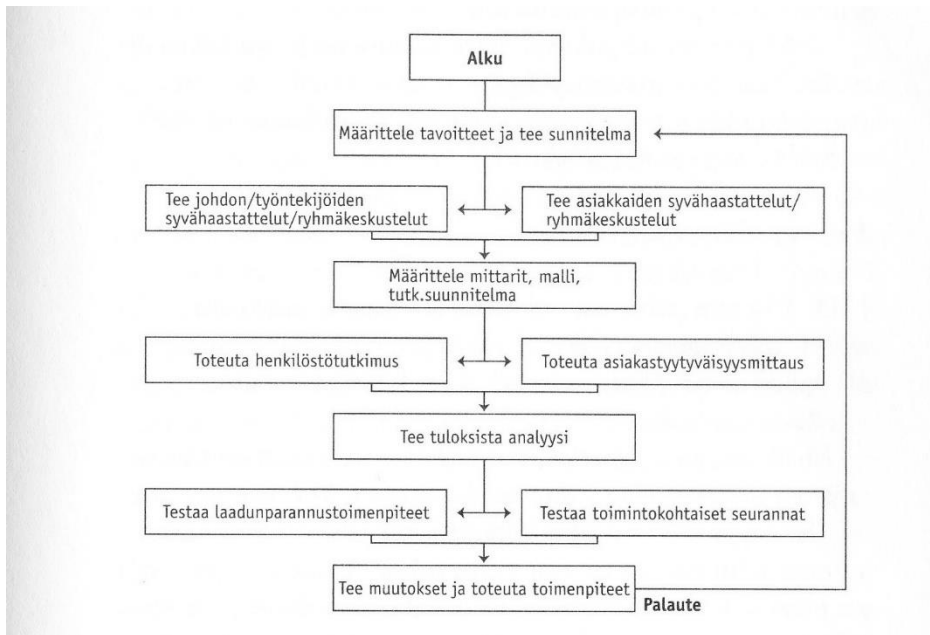 Alku
Määrittele tavoitteet ja tee sunnitelma
Tee johdon/työntekijöiden
syvähaastattelut/ryhmäkeskustelut
Tee asiakkaiden syvähaastattelut/
ryhmäkeskustelut
Määrittele mittarit, malli,
tutk.suunnitelma
Toteuta henkilöstötutkimus
Toteuta asiakastyytyväisyysmittaus
Tee tuloksista analyysi
Testaa laadunparannustoimenpiteet
Testaa toimintokohtaiset seurannat
Tee muutokset ja toteuta toimenpiteet
Palaute